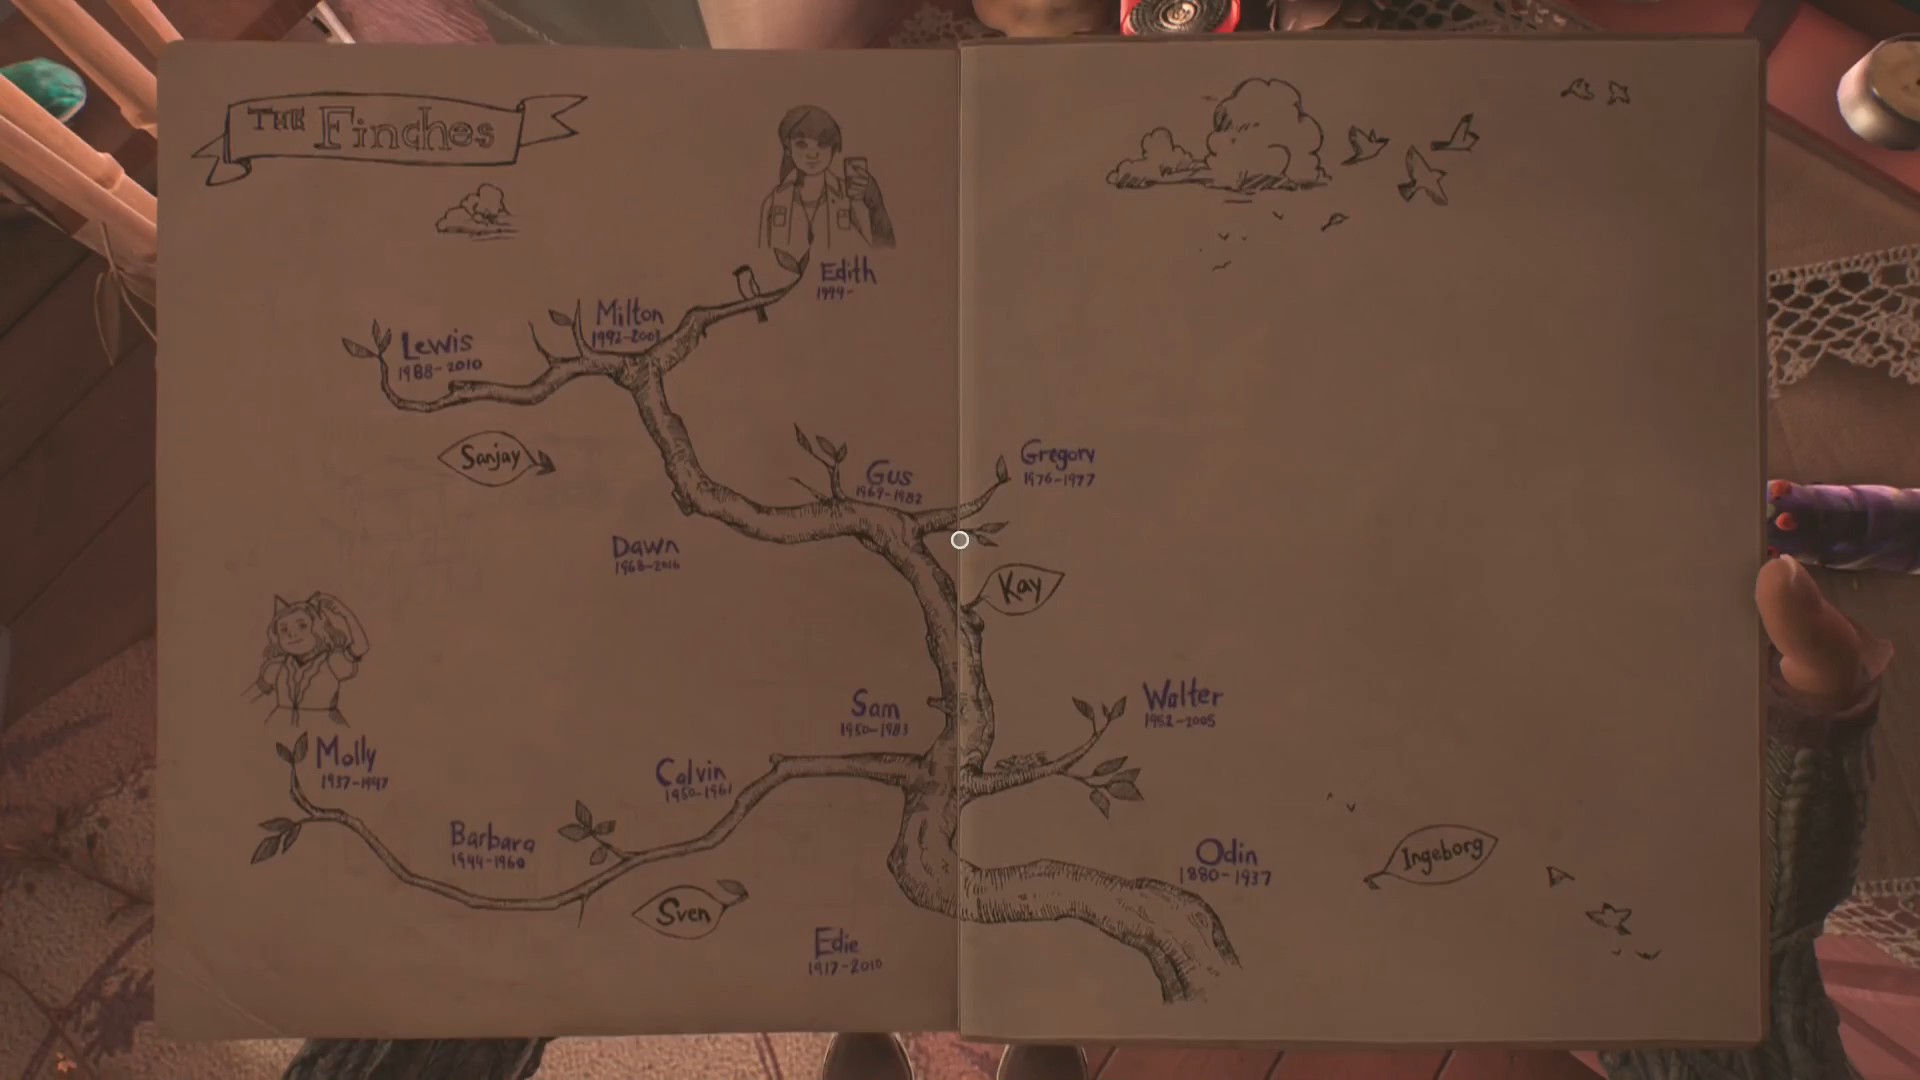 THE Finches
Edith
1999-
Milton
1992-2003
Lewis
1988-2010
Gregory
1976-1977
Sanjay
Gus
1969-1982
Dawn
1968-2016
Kay
Walter
1952-2005
Sam
1950-1983
Molly
1937-1947
Calvin
1950-1961
Barbara
1944-1960
Odin
1880-1937
Ingeborg
Sven
Edie
1917-2010